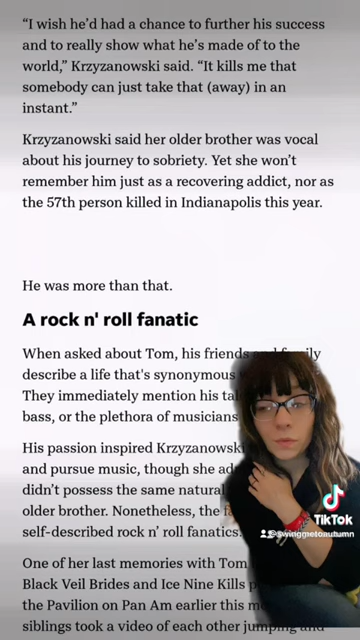 “I wish he’d had a chance to further his success
and to really show what he’s made of to the
world,” Krzyzanowski said. “It kills me that
somebody can just take that (away) in an
instant.”
Krzyzanowski said her older brother was vocal
about his journey to sobriety. Yet she won’t
remember him just as a recovering addict, nor as
the 57th person killed in Indianapolis this year.
He was more than that.
A rock n' roll fanatic
When asked about Tom, his friends and family
describe a life that's synonymous
They immediately mention his
bass, or the plethora of musicians
His passion inspired Krzyzanowski
and pursue music, though she
didn’t possess the same natural
older brother. Nonetheless, the
self-described rock n’ roll fanatics.
One of her last memories with Tom
Black Veil Brides and Ice Nine Kills
the Pavilion on Pan Am earlier this
siblings took a video of each other jumping and
TikTok
@swingmetoautumn